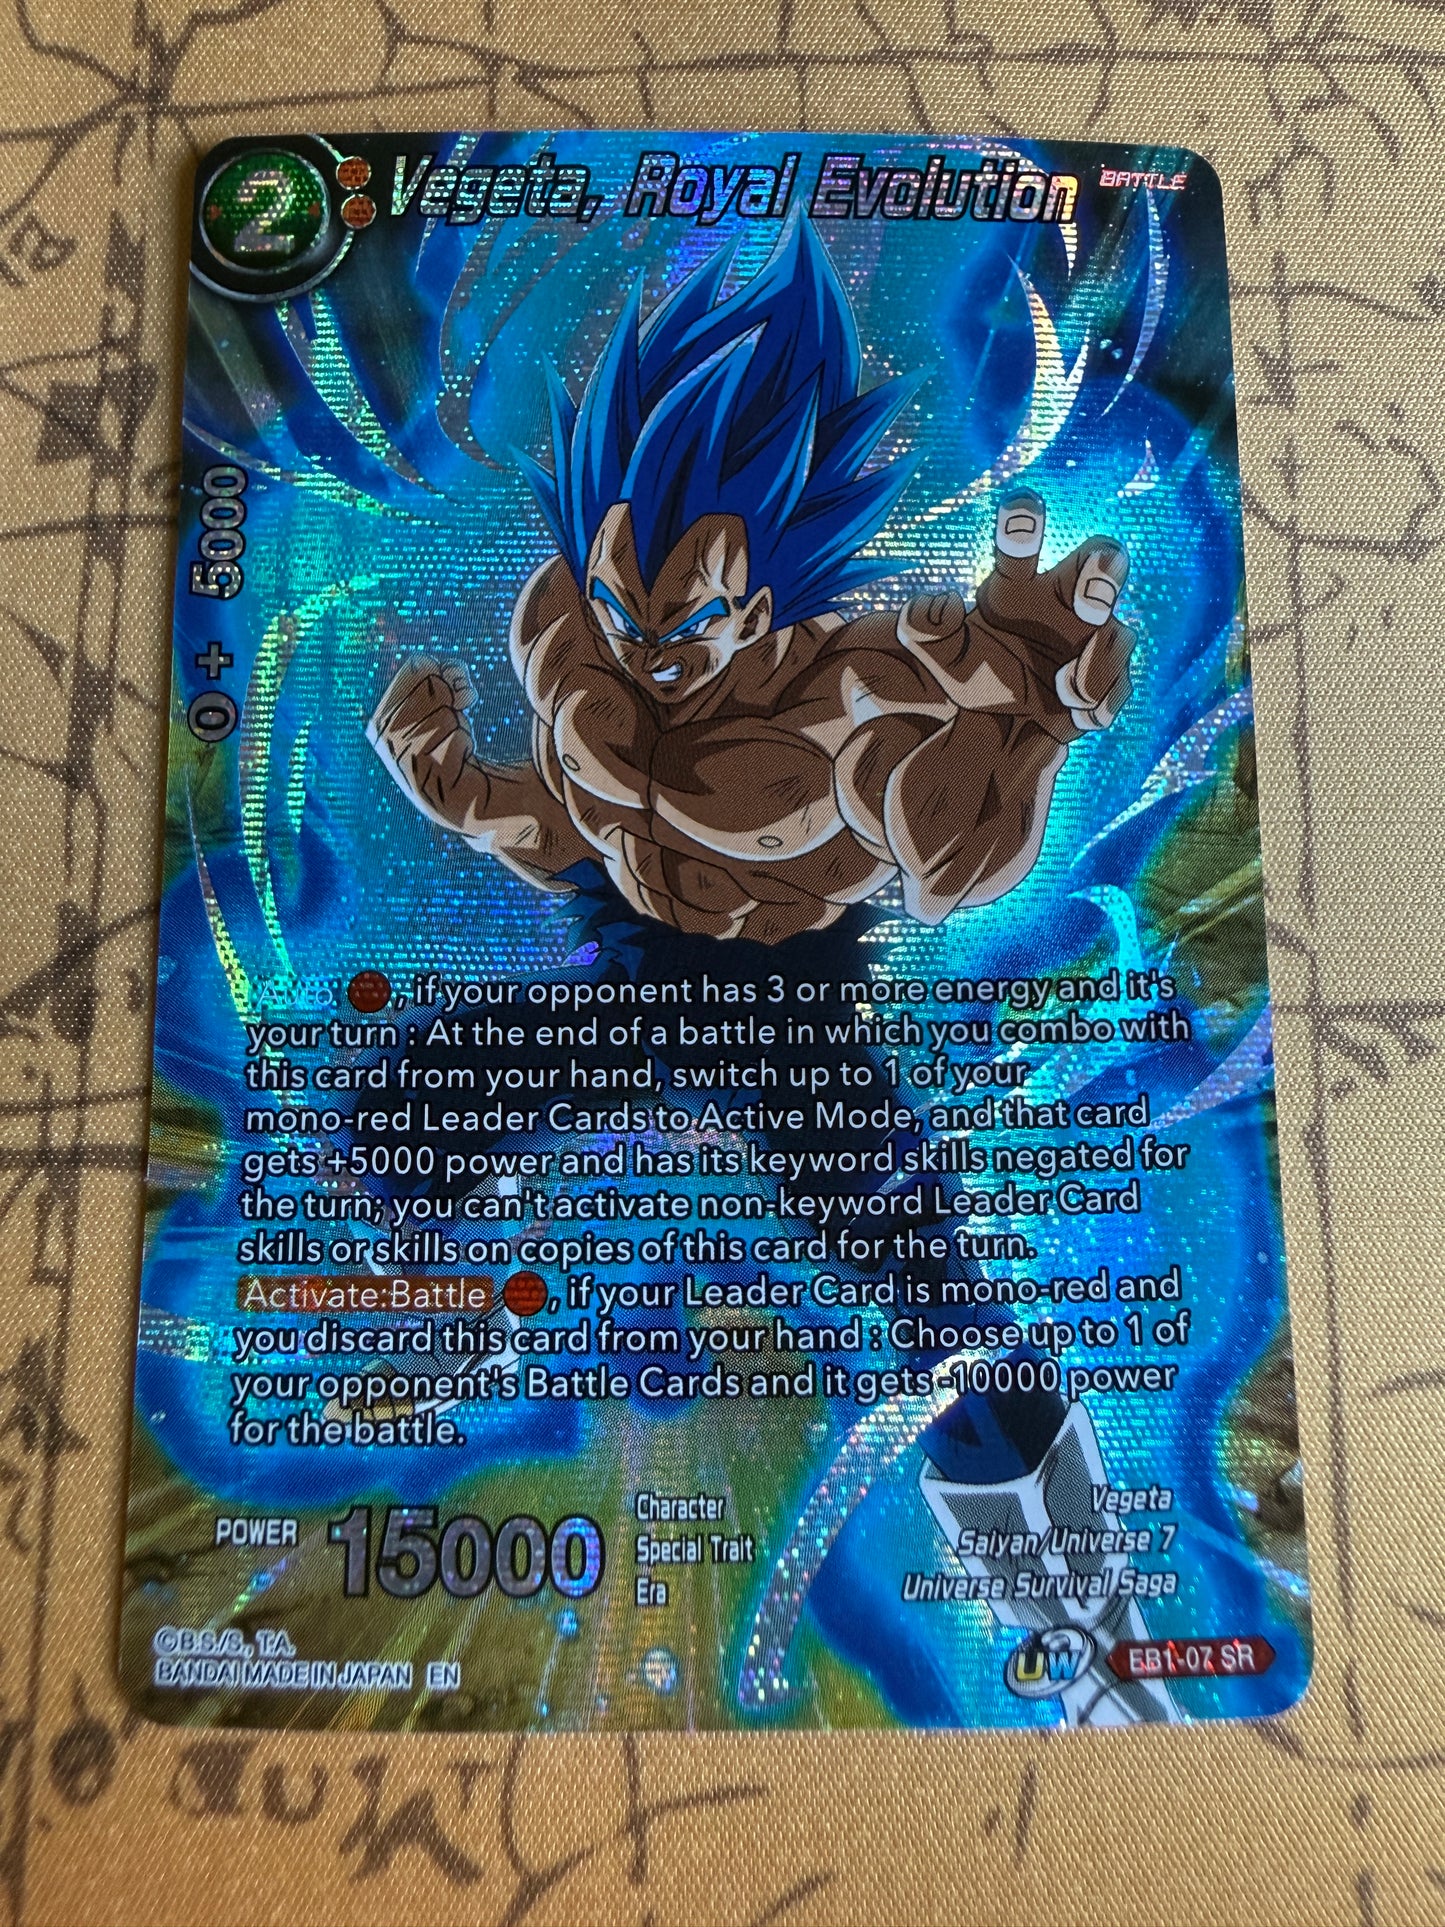 2 Vegeta, Royal Evolution BATTLE
0 + 5000
Auto , if your opponent has 3 or more energy and it's
your turn : At the end of a battle in which you combo with
this card from your hand, switch up to 1 of your
mono-red Leader Cards to Active Mode, and that card
gets +5000 power and has its keyword skills negated for
the turn; you can't activate non-keyword Leader Card
skills or skills on copies of this card for the turn.
Activate:Battle , if your Leader Card is mono-red and
you discard this card from your hand : Choose up to 1 of
your opponent's Battle Cards and it gets -10000 power
for the battle.
POWER 15000
Character Vegeta
Special Trait Saiyan/Universe 7
Era Universe Survival Saga
©B.S./S., T.A.
BANDAI MADE IN JAPAN EN
UW EB1-07 SR